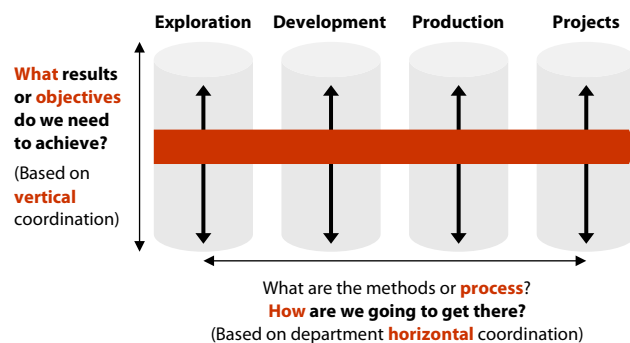 Exploration
Development
Production
Projects
What results
or objectives
do we need
to achieve?
(Based on
vertical
coordination)
What are the methods or process?
How are we going to get there?
(Based on department horizontal coordination)